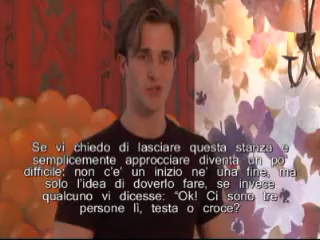 Se vi chiedo di lasciare questa stanza e
semplicemente approcciare diventa un po'
difficile: non c'e' un inizio ne' una fine, ma
solo l'idea di doverlo fare, se invece
qualcuno vi dicesse: "Ok! Ci sono tre
persone lì, testa o croce?